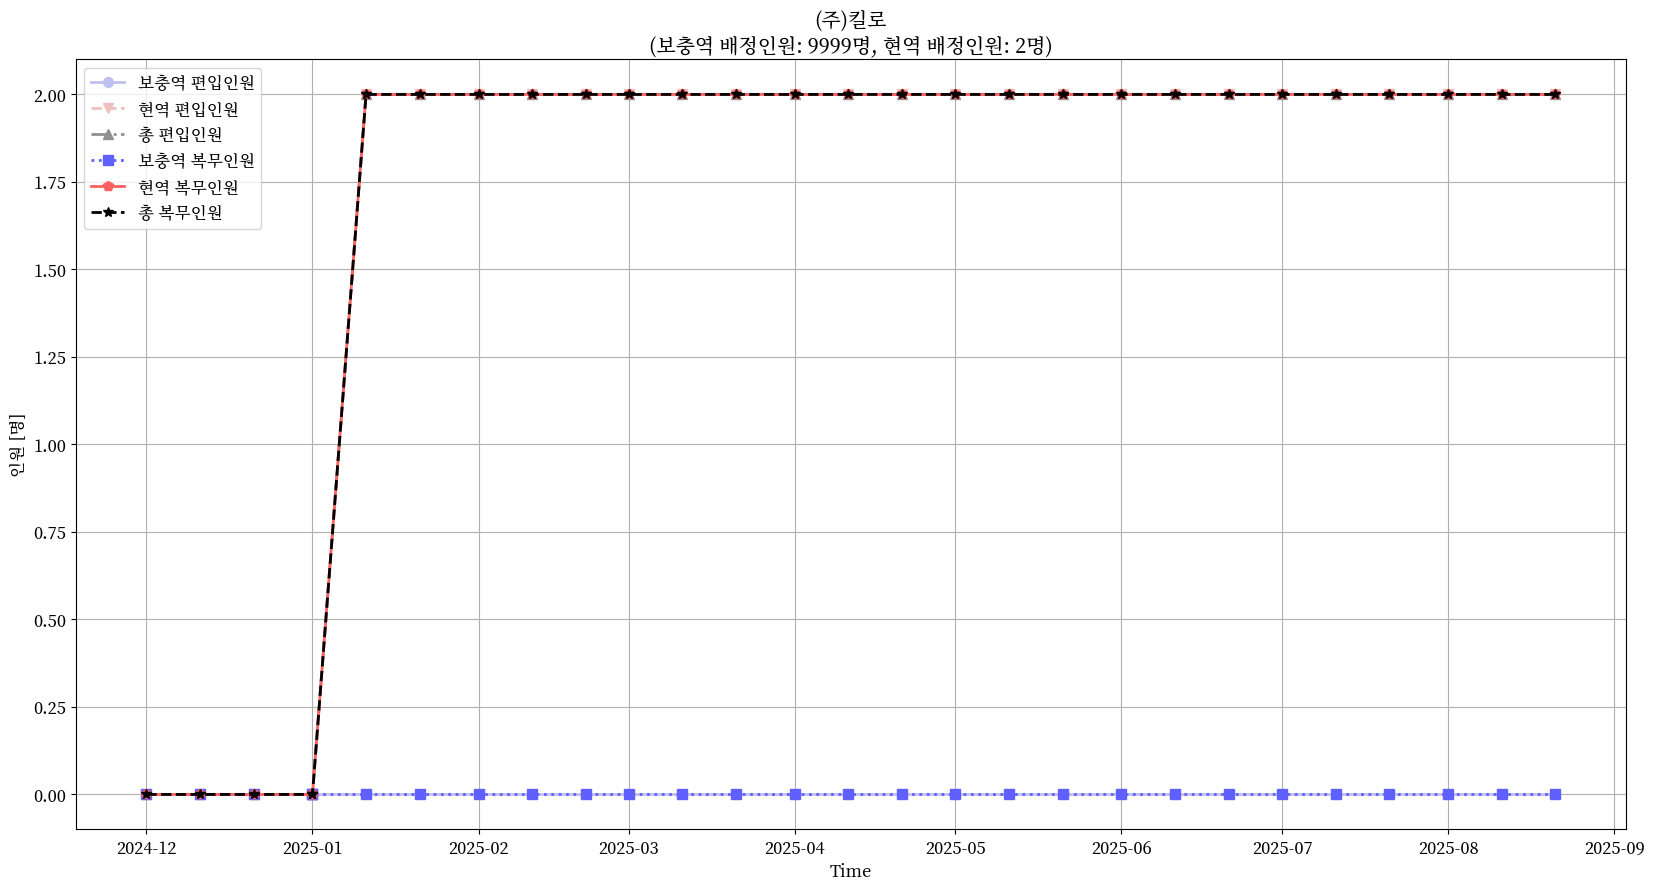 (주)킬로
(보충역 배정인원: 9999명, 현역 배정인원: 2명)
보충역 편입인원
현역 편입인원
총 편입인원
보충역 복무인원
현역 복무인원
총 복무인원
2.00
1.75
1.50
1.25
1.00
0.75
0.50
0.25
0.00
인원 [명]
2024-12
2025-01
2025-02
2025-03
2025-04
2025-05
2025-06
2025-07
2025-08
2025-09
Time